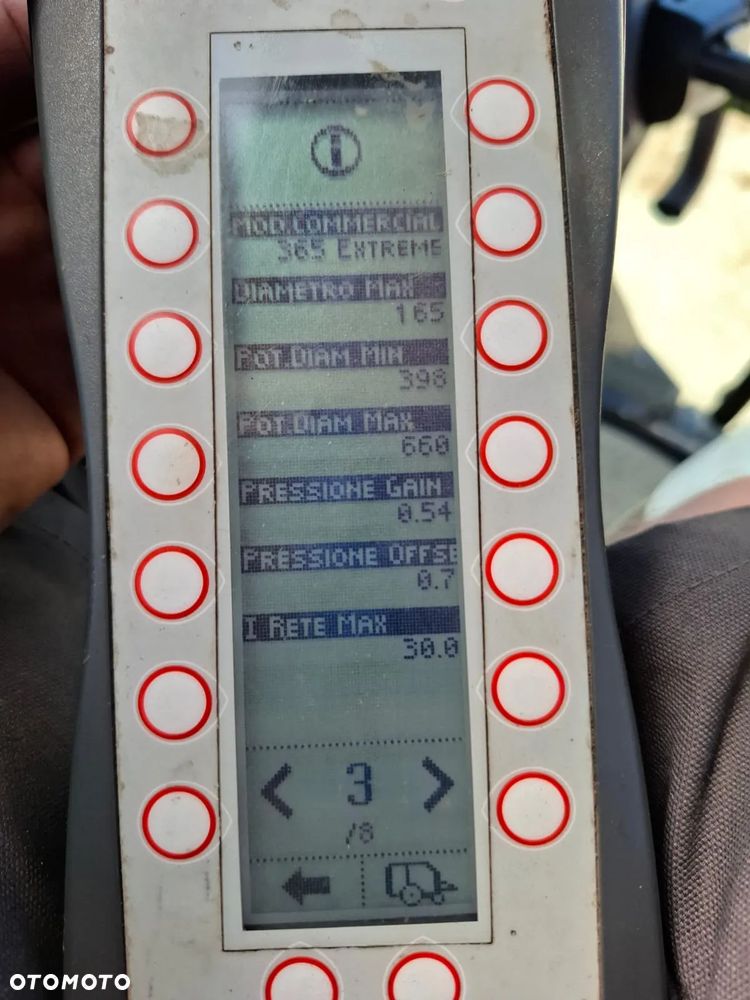 MOD.COMMERCIAL
365 EXTREME
DIAMETRO MAX
165
POT.DIAM.MIN
398
POT.DIAM MAX
660
PRESSIONE GAIN
0.54
PRESSIONE OFFSE
0.7
I RETE MAX
30.0
< 3 >
/8
OTOMOTO